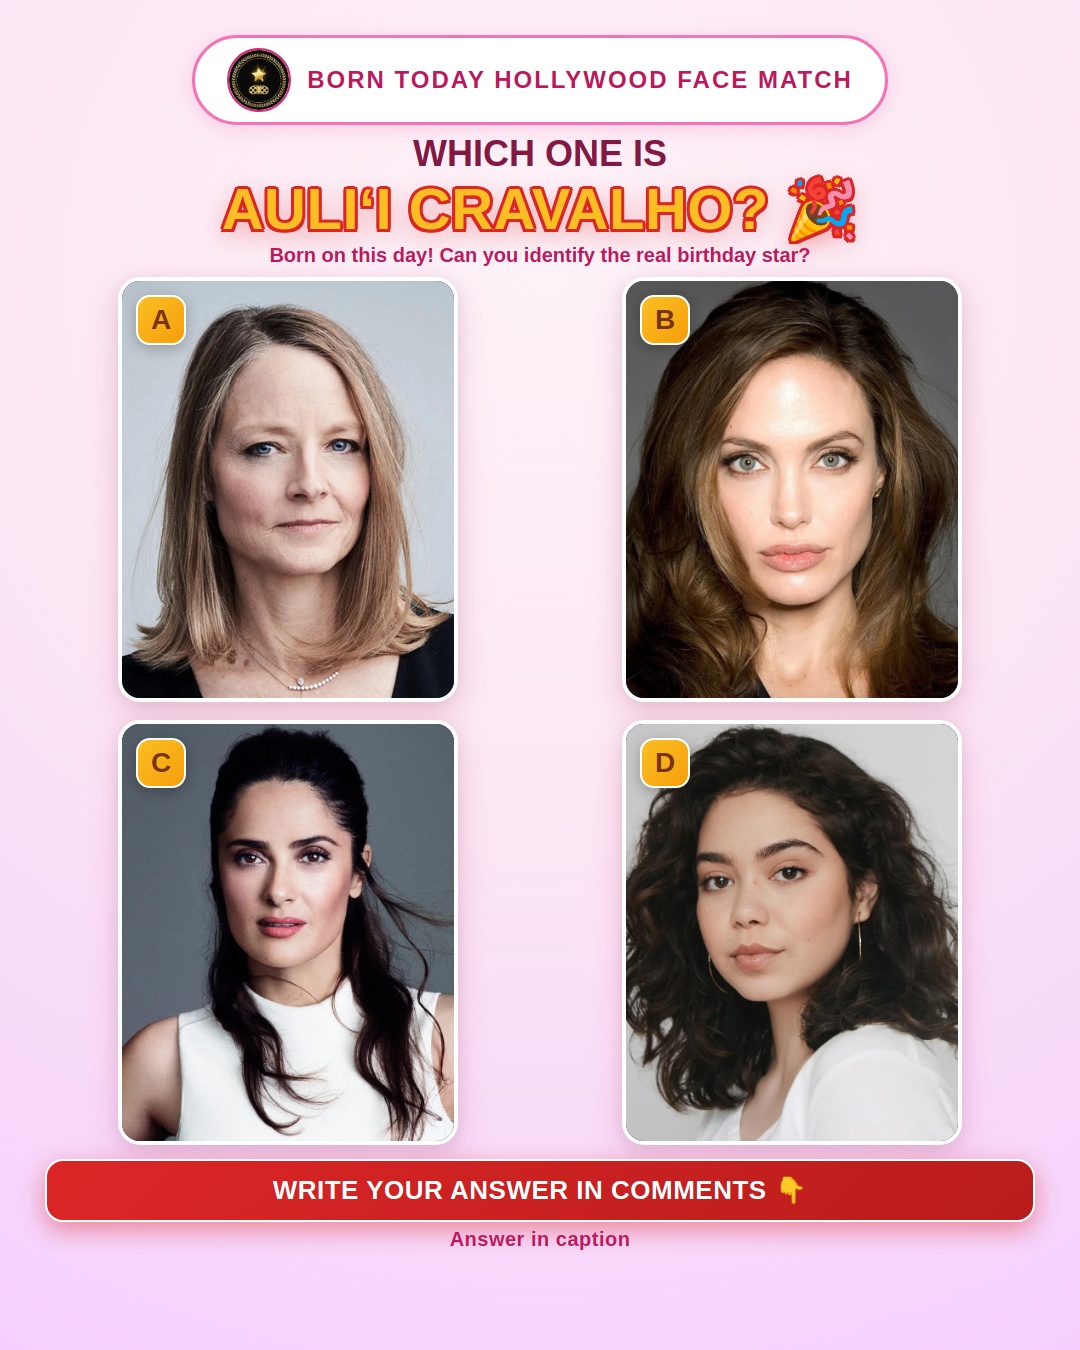 BORN TODAY HOLLYWOOD FACE MATCH
WHICH ONE IS
AULI‘I CRAVALHO? 🎉
Born on this day! Can you identify the real birthday star?
A
B
C
D
WRITE YOUR ANSWER IN COMMENTS 👇
Answer in caption